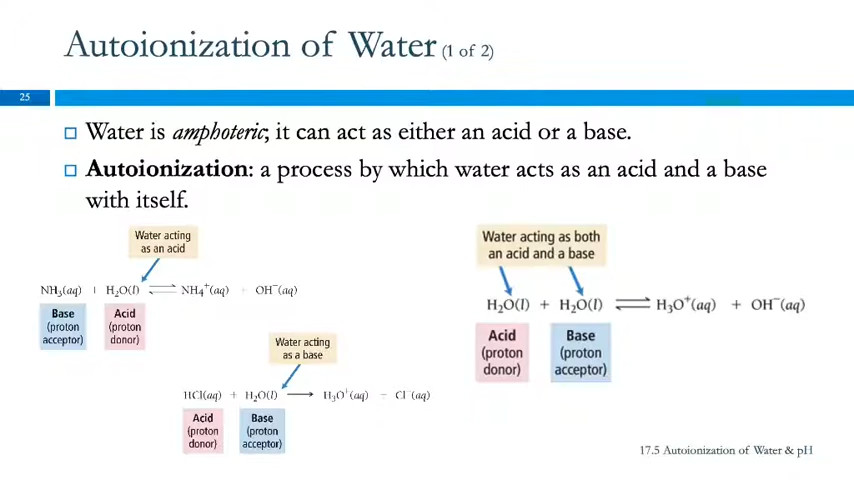 Autoionization of Water (1 of 2)
25
Water is amphoteric; it can act as either an acid or a base.
Autoionization: a process by which water acts as an acid and a base
with itself.
Water acting
as an acid
NH₃(aq) + H₂O(l) ⇌ NH₄⁺(aq) + OH⁻(aq)
Base
(proton
acceptor)
Acid
(proton
donor)
Water acting
as a base
HCl(aq) + H₂O(l) ⟶ H₃O⁺(aq) + Cl⁻(aq)
Acid
(proton
donor)
Base
(proton
acceptor)
Water acting as both
an acid and a base
H₂O(l) + H₂O(l) ⇌ H₃O⁺(aq) + OH⁻(aq)
Acid
(proton
donor)
Base
(proton
acceptor)
17.5 Autoionization of Water & pH